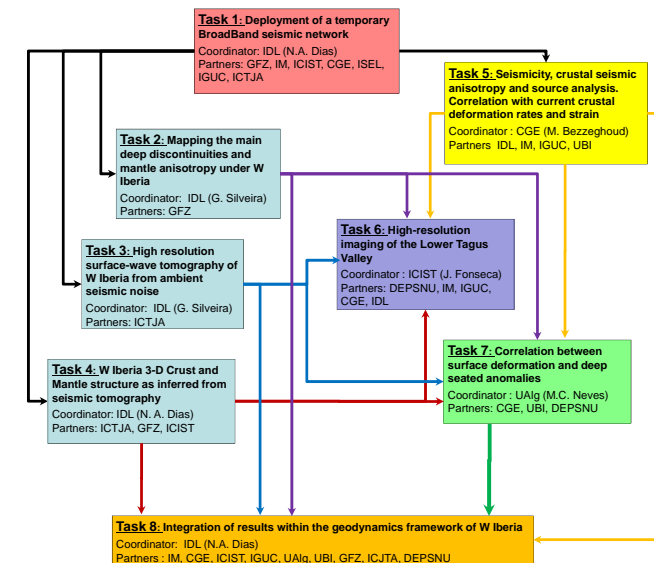 Task 1: Deployment of a temporary
BroadBand seismic network
Coordinator: IDL (N.A. Dias)
Partners: GFZ, IM, ICIST, CGE, ISEL,
IGUC, ICTJA
Task 5: Seismicity, crustal seismic
anisotropy and source analysis.
Correlation with current crustal
deformation rates and strain
Coordinator : CGE (M. Bezzeghoud)
Partners IDL, IM, IGUC, UBI
Task 2: Mapping the main
deep discontinuities and
mantle anisotropy under W
Iberia
Coordinator: IDL (G. Silveira)
Partners: GFZ
Task 6: High-resolution
imaging of the Lower Tagus
Valley
Coordinator : ICIST (J. Fonseca)
Partners: DEPSNU, IM, IGUC,
CGE, IDL
Task 3: High resolution
surface-wave tomography of
W Iberia from ambient
seismic noise
Coordinator: IDL (G. Silveira)
Partners: ICTJA
Task 4: W Iberia 3-D Crust and
Mantle structure as inferred from
seismic tomography
Coordinator: IDL (N. A. Dias)
Partners: ICTJA, GFZ, ICIST
Task 7: Correlation between
surface deformation and deep
seated anomalies
Coordinator : UAlg (M.C. Neves)
Partners: CGE, UBI, DEPSNU
Task 8: Integration of results within the geodynamics framework of W Iberia
Coordinator: IDL (N.A. Dias)
Partners : IM, CGE, ICIST, IGUC, UAlg, UBI, GFZ, ICJTA, DEPSNU